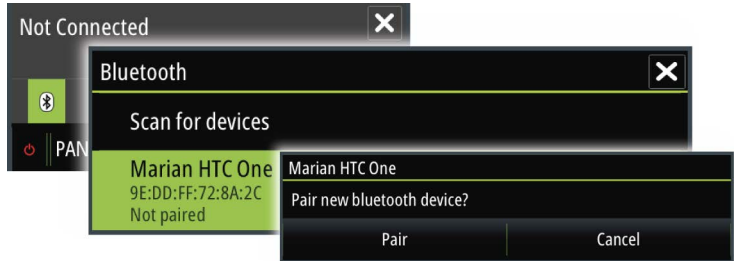 Not Connected
Bluetooth
Scan for devices
PAN
Marian HTC One
9E:DD:FF:72:8A:2C
Not paired
Marian HTC One
Pair new bluetooth device?
Pair
Cancel